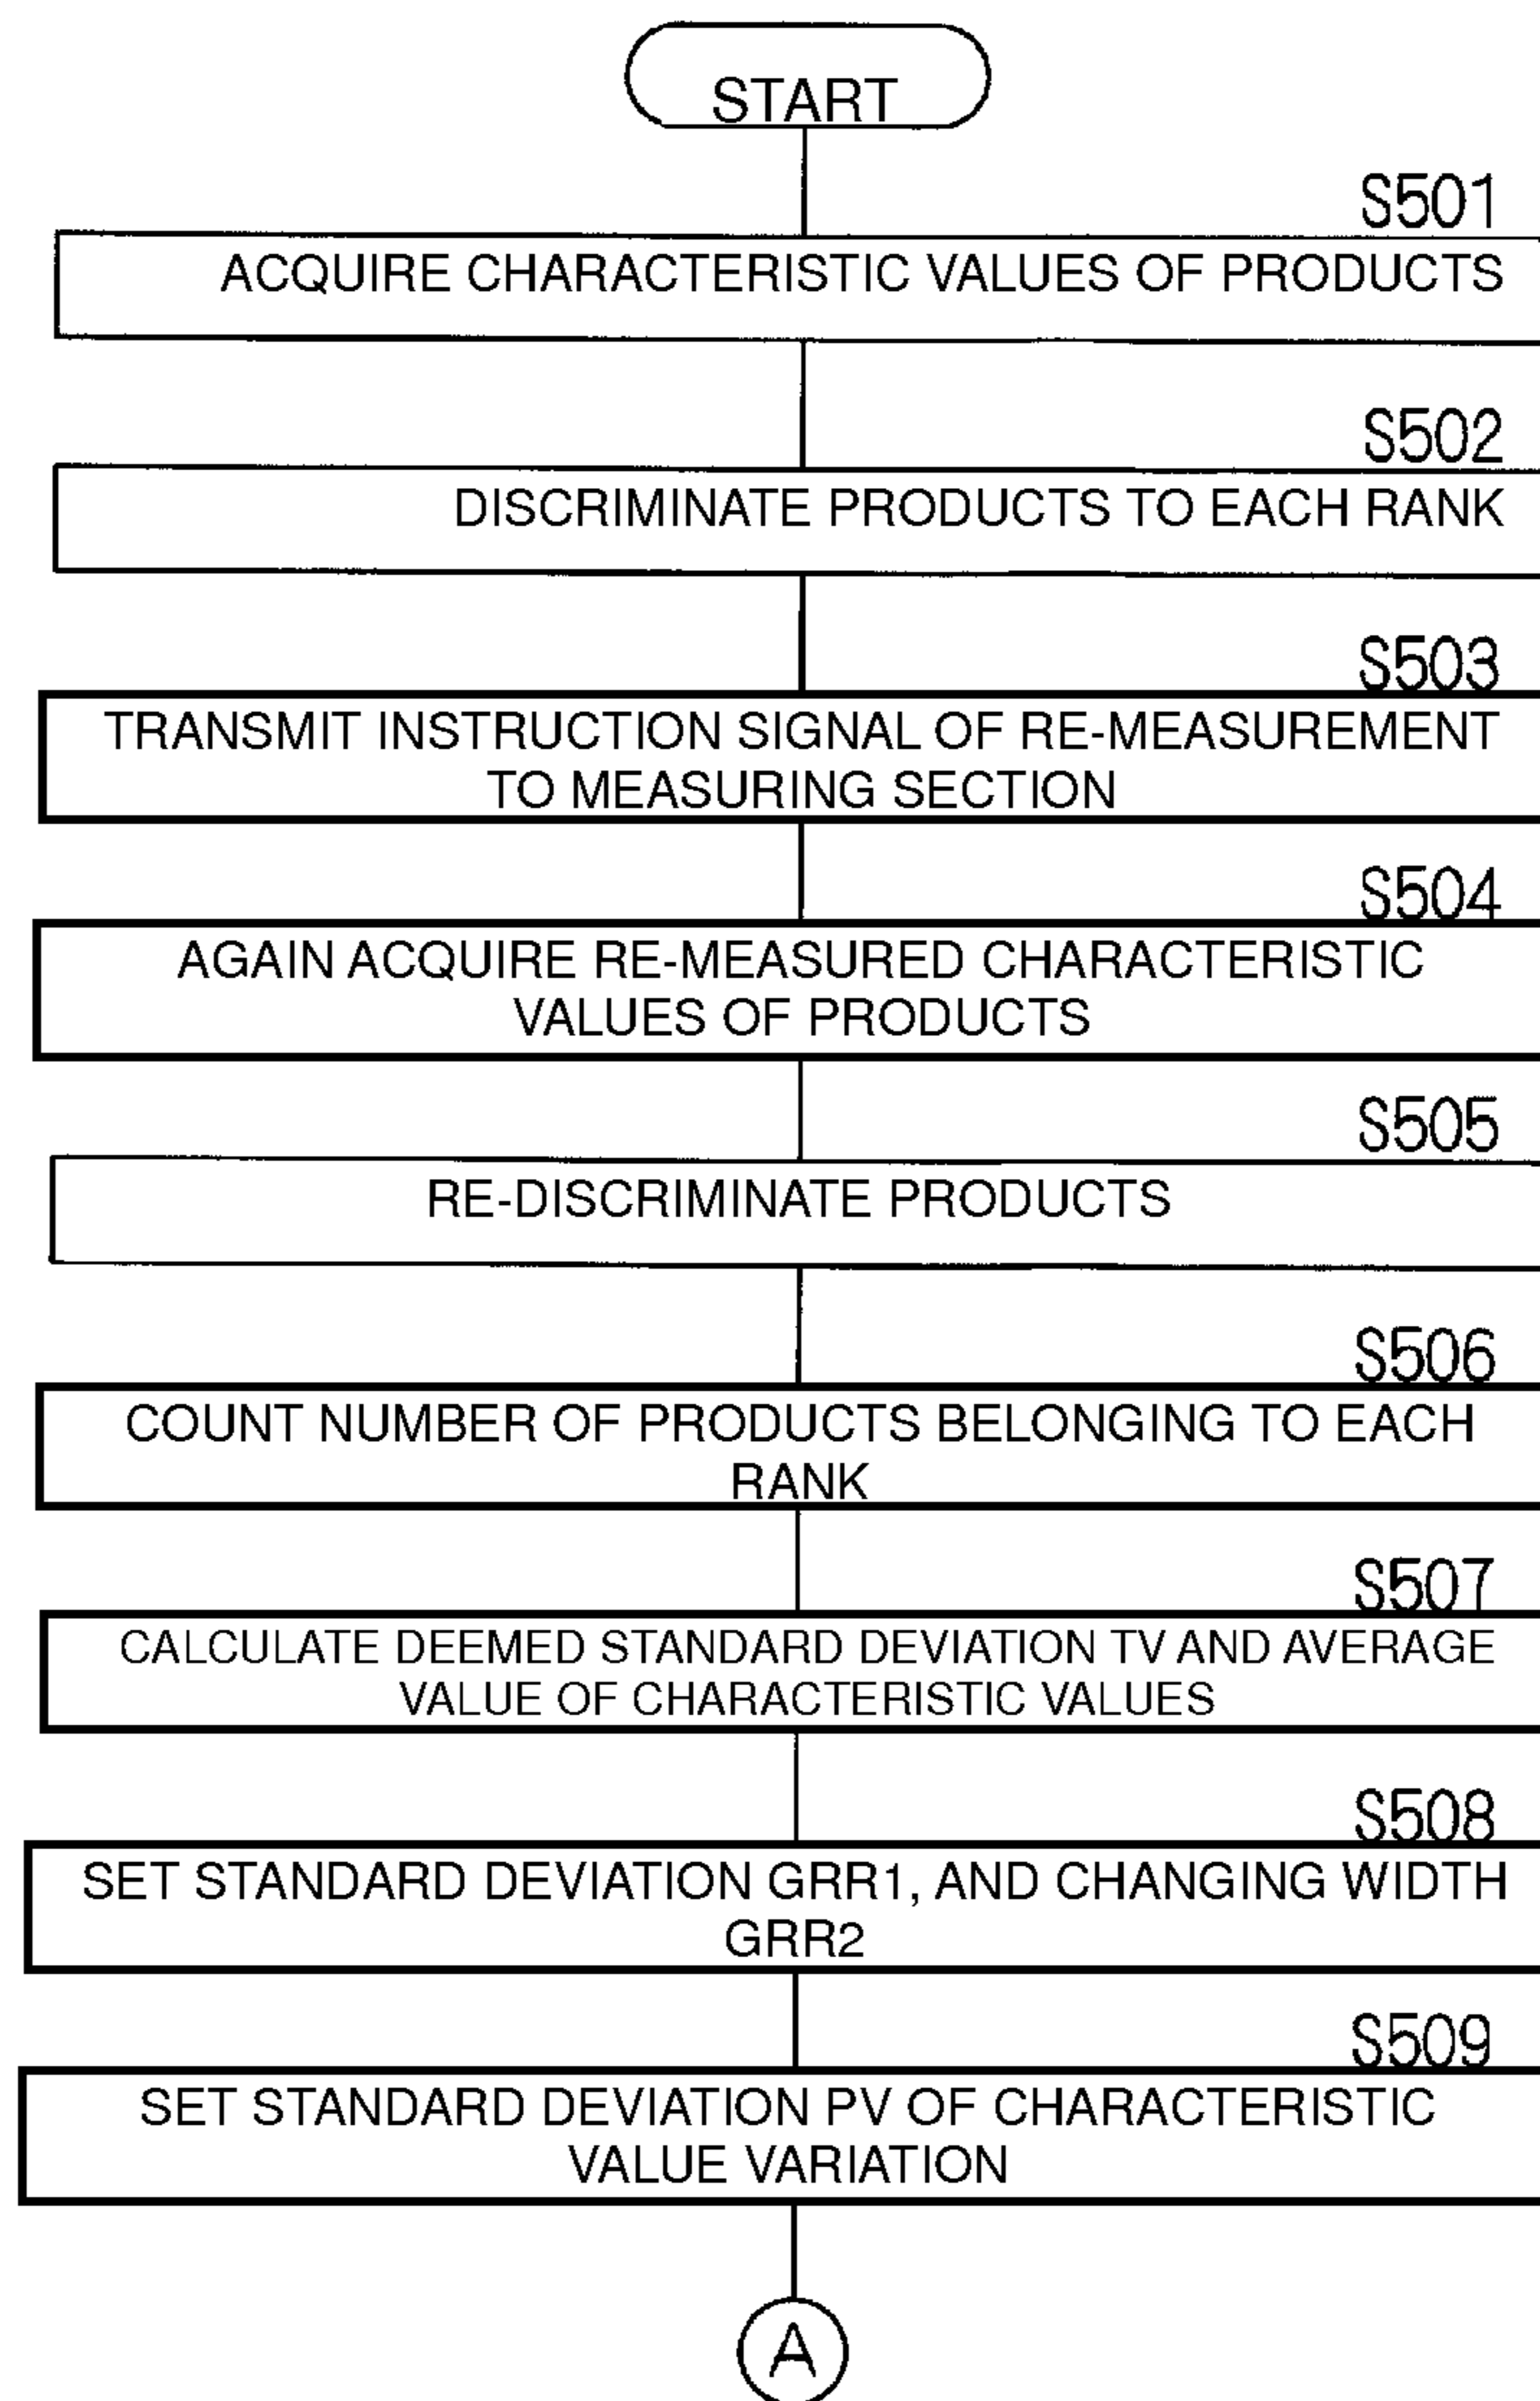 START
S501
ACQUIRE CHARACTERISTIC VALUES OF PRODUCTS
S502
DISCRIMINATE PRODUCTS TO EACH RANK
S503
TRANSMIT INSTRUCTION SIGNAL OF RE-MEASUREMENT
TO MEASURING SECTION
S504
AGAIN ACQUIRE RE-MEASURED CHARACTERISTIC
VALUES OF PRODUCTS
S505
RE-DISCRIMINATE PRODUCTS
S506
COUNT NUMBER OF PRODUCTS BELONGING TO EACH
RANK
S507
CALCULATE DEEMED STANDARD DEVIATION TV AND AVERAGE
VALUE OF CHARACTERISTIC VALUES
S508
SET STANDARD DEVIATION GRR1, AND CHANGING WIDTH
GRR2
S509
SET STANDARD DEVIATION PV OF CHARACTERISTIC
VALUE VARIATION
A